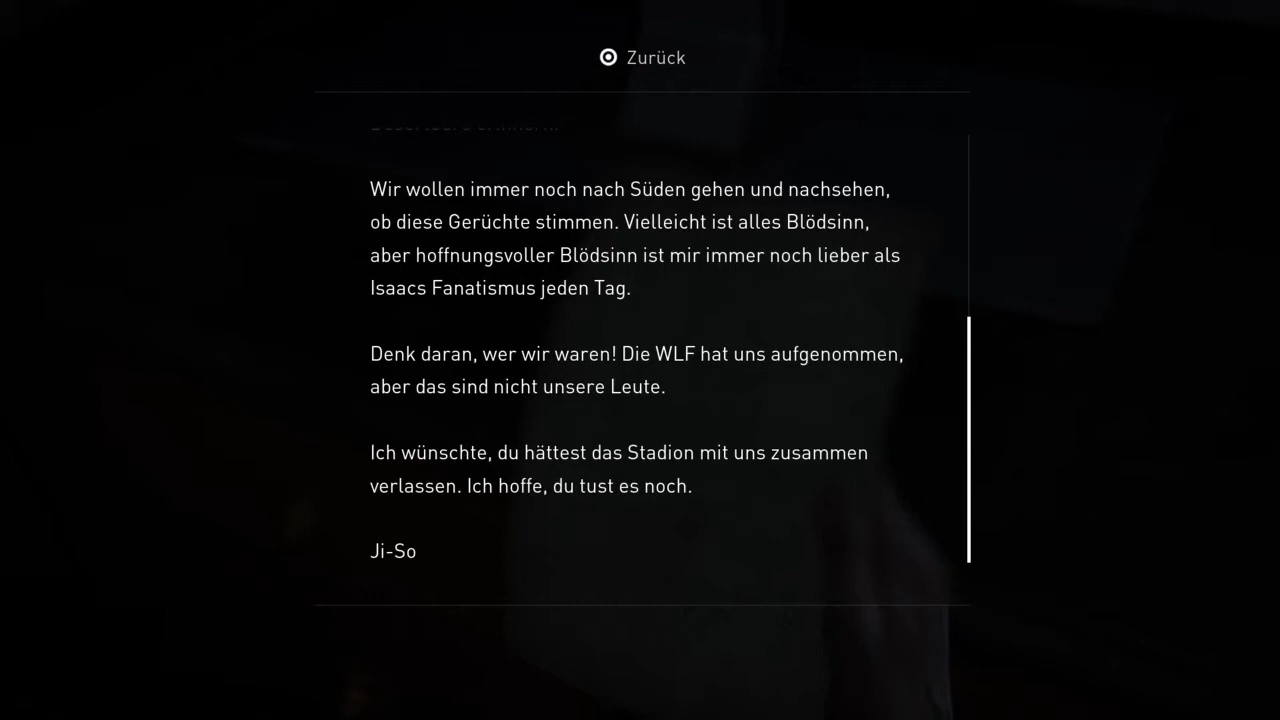 Zurück
Wir wollen immer noch nach Süden gehen und nachsehen,
ob diese Gerüchte stimmen. Vielleicht ist alles Blödsinn,
aber hoffnungsvoller Blödsinn ist mir immer noch lieber als
Isaacs Fanatismus jeden Tag.
Denk daran, wer wir waren! Die WLF hat uns aufgenommen,
aber das sind nicht unsere Leute.
Ich wünschte, du hättest das Stadion mit uns zusammen
verlassen. Ich hoffe, du tust es noch.
Ji-So